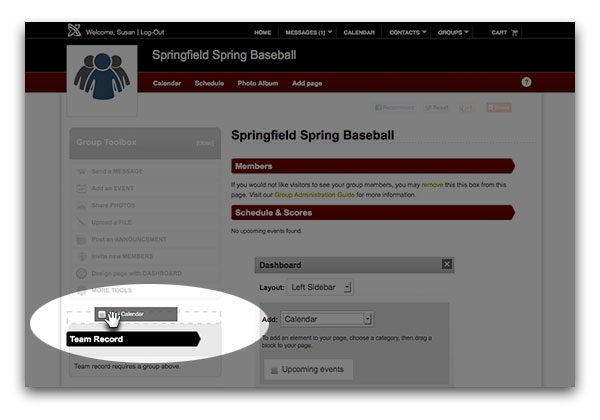 Welcome, Susan | Log-Out
HOME
MESSAGES (1)
CALENDAR
CONTACTS
GROUPS
CART
Springfield Spring Baseball
Calendar
Schedule
Photo Album
Add page
?
Recommend
Tweet
+1
Share
Group Toolbox
[Close]
Send a MESSAGE
Add an EVENT
Share PHOTOS
Upload a FILE
Post an ANNOUNCEMENT
Invite new MEMBERS
Design page with DASHBOARD
MORE TOOLS
Calendar
Team Record
Team record requires a group above.
Springfield Spring Baseball
Members
If you would not like visitors to see your group members, you may remove this this box from this
page. Visit our Group Administration Guide for more information.
Schedule & Scores
No upcoming events found.
Dashboard
Layout: Left Sidebar
Add: Calendar
To add an element to your page, choose a category, then drag a
block to your page.
Upcoming events